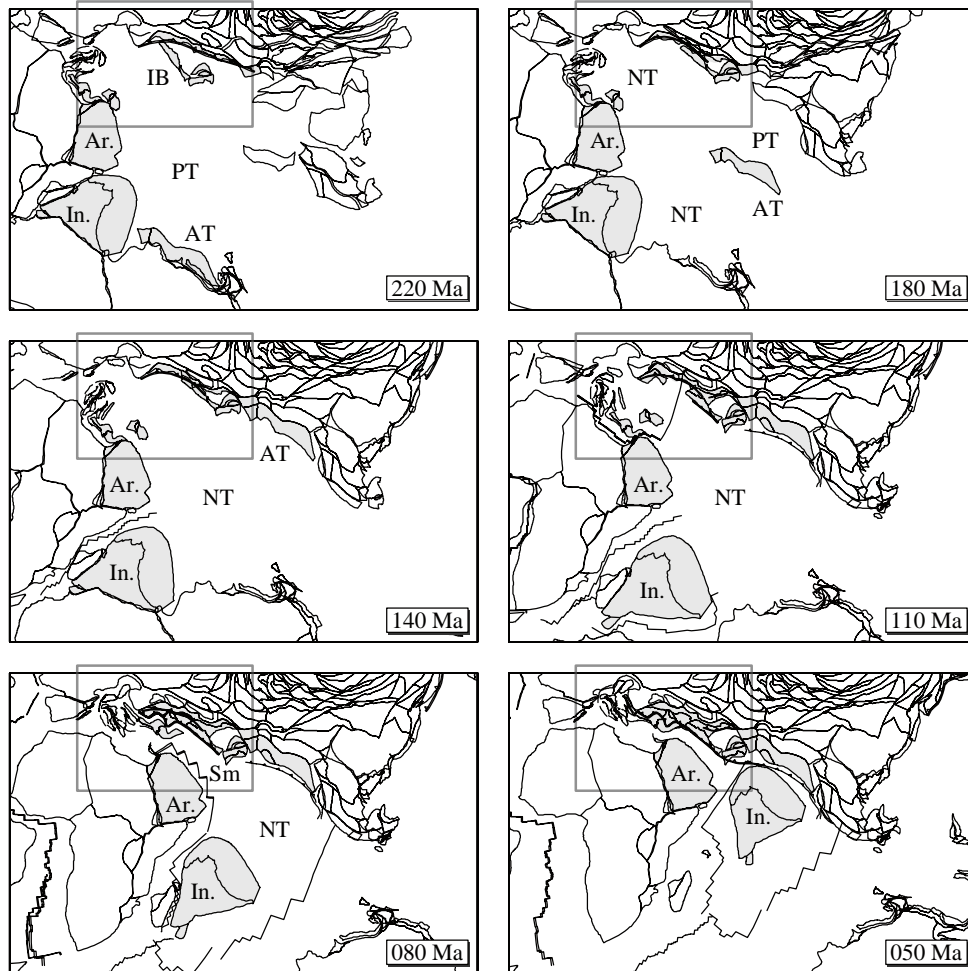 IB
Ar.
PT
In.
AT
220 Ma
NT
Ar.
PT
In.
NT
AT
180 Ma
AT
Ar.
NT
In.
140 Ma
Ar.
NT
In.
110 Ma
Sm
Ar.
NT
In.
080 Ma
Ar.
In.
050 Ma